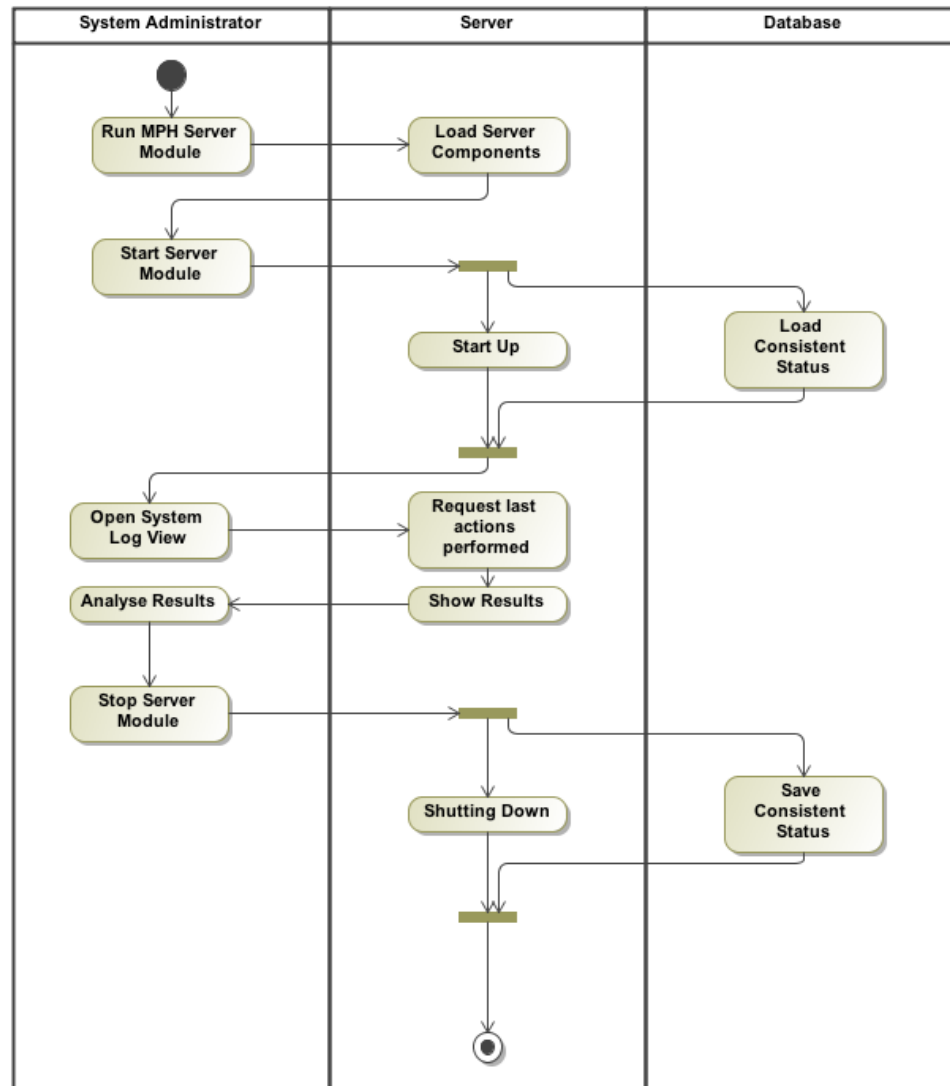 System Administrator
Server
Database
Run MPH Server
Module
Load Server
Components
Start Server
Module
Start Up
Load
Consistent
Status
Open System
Log View
Request last
actions
performed
Analyse Results
Show Results
Stop Server
Module
Shutting Down
Save
Consistent
Status